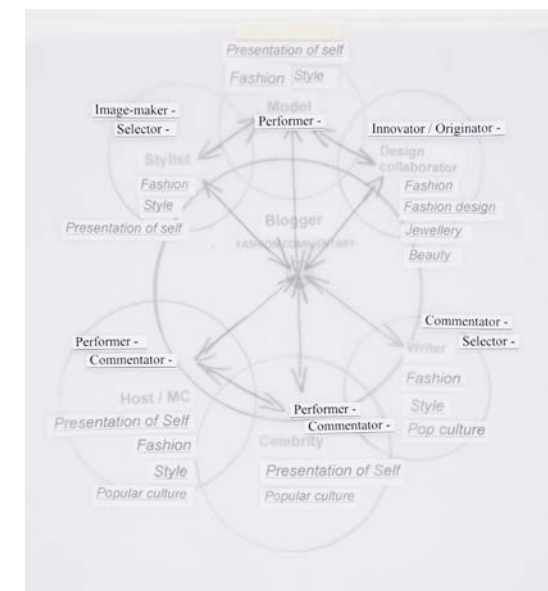 Presentation of self
Fashion Style
Model
Performer -
Image-maker -
Selector -
Stylist
Fashion
Style
Presentation of self
Innovator / Originator -
Design
collaborator
Fashion
Fashion design
Jewellery
Beauty
Blogger
FASHION COMMENTARY
Performer -
Commentator -
Host / MC
Presentation of Self
Fashion
Style
Popular culture
Commentator -
Selector -
Writer
Fashion
Style
Pop culture
Performer -
Commentator -
Celebrity
Presentation of Self
Popular culture